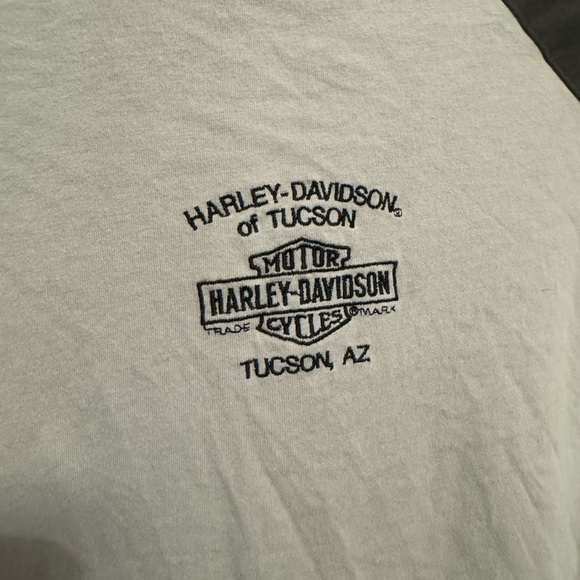 HARLEY-DAVIDSON®
of TUCSON
MOTOR
HARLEY-DAVIDSON
TRADE CYCLES ®MARK
TUCSON, AZ